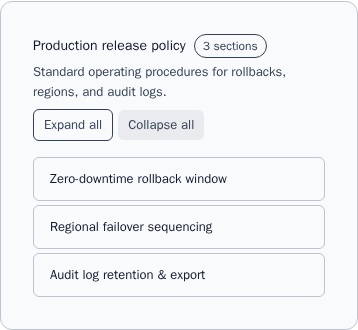 Production release policy 3 sections
Standard operating procedures for rollbacks,
regions, and audit logs.
Expand all Collapse all
Zero-downtime rollback window
Regional failover sequencing
Audit log retention & export